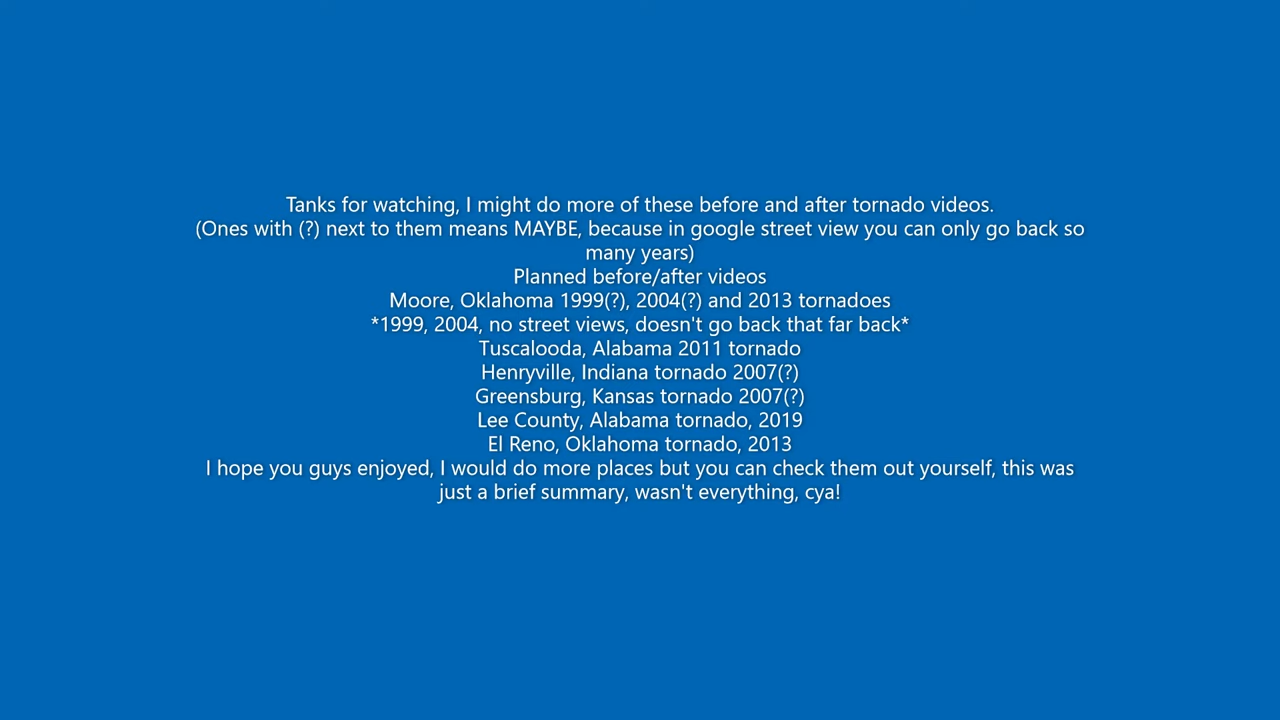 Tanks for watching, I might do more of these before and after tornado videos.
(Ones with (?) next to them means MAYBE, because in google street view you can only go back so
many years)
Planned before/after videos
Moore, Oklahoma 1999(?), 2004(?) and 2013 tornadoes
*1999, 2004, no street views, doesn't go back that far back*
Tuscalooda, Alabama 2011 tornado
Henryville, Indiana tornado 2007(?)
Greensburg, Kansas tornado 2007(?)
Lee County, Alabama tornado, 2019
El Reno, Oklahoma tornado, 2013
I hope you guys enjoyed, I would do more places but you can check them out yourself, this was
just a brief summary, wasn't everything, cya!